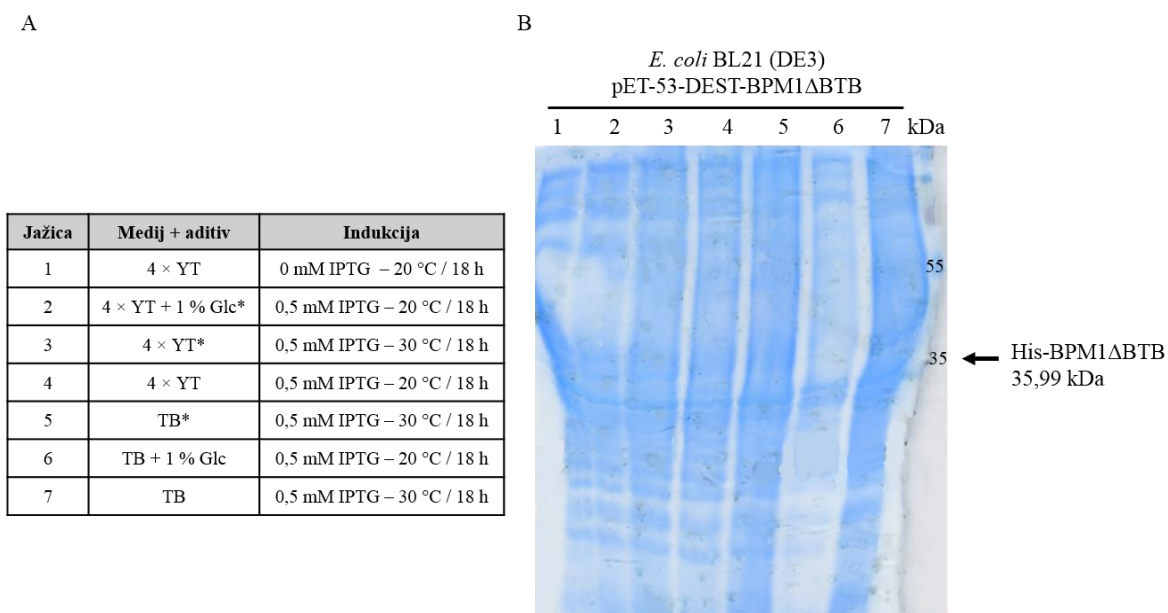 A
Jažica Medij + aditiv Indukcija
1 4 × YT 0 mM IPTG – 20 °C / 18 h
2 4 × YT + 1 % Glc* 0,5 mM IPTG – 20 °C / 18 h
3 4 × YT* 0,5 mM IPTG – 30 °C / 18 h
4 4 × YT 0,5 mM IPTG – 20 °C / 18 h
5 TB* 0,5 mM IPTG – 30 °C / 18 h
6 TB + 1 % Glc 0,5 mM IPTG – 20 °C / 18 h
7 TB 0,5 mM IPTG – 30 °C / 18 h
B
E. coli BL21 (DE3)
pET-53-DEST-BPM1ΔBTB
1 2 3 4 5 6 7 kDa
55
35
His-BPM1ΔBTB
35,99 kDa